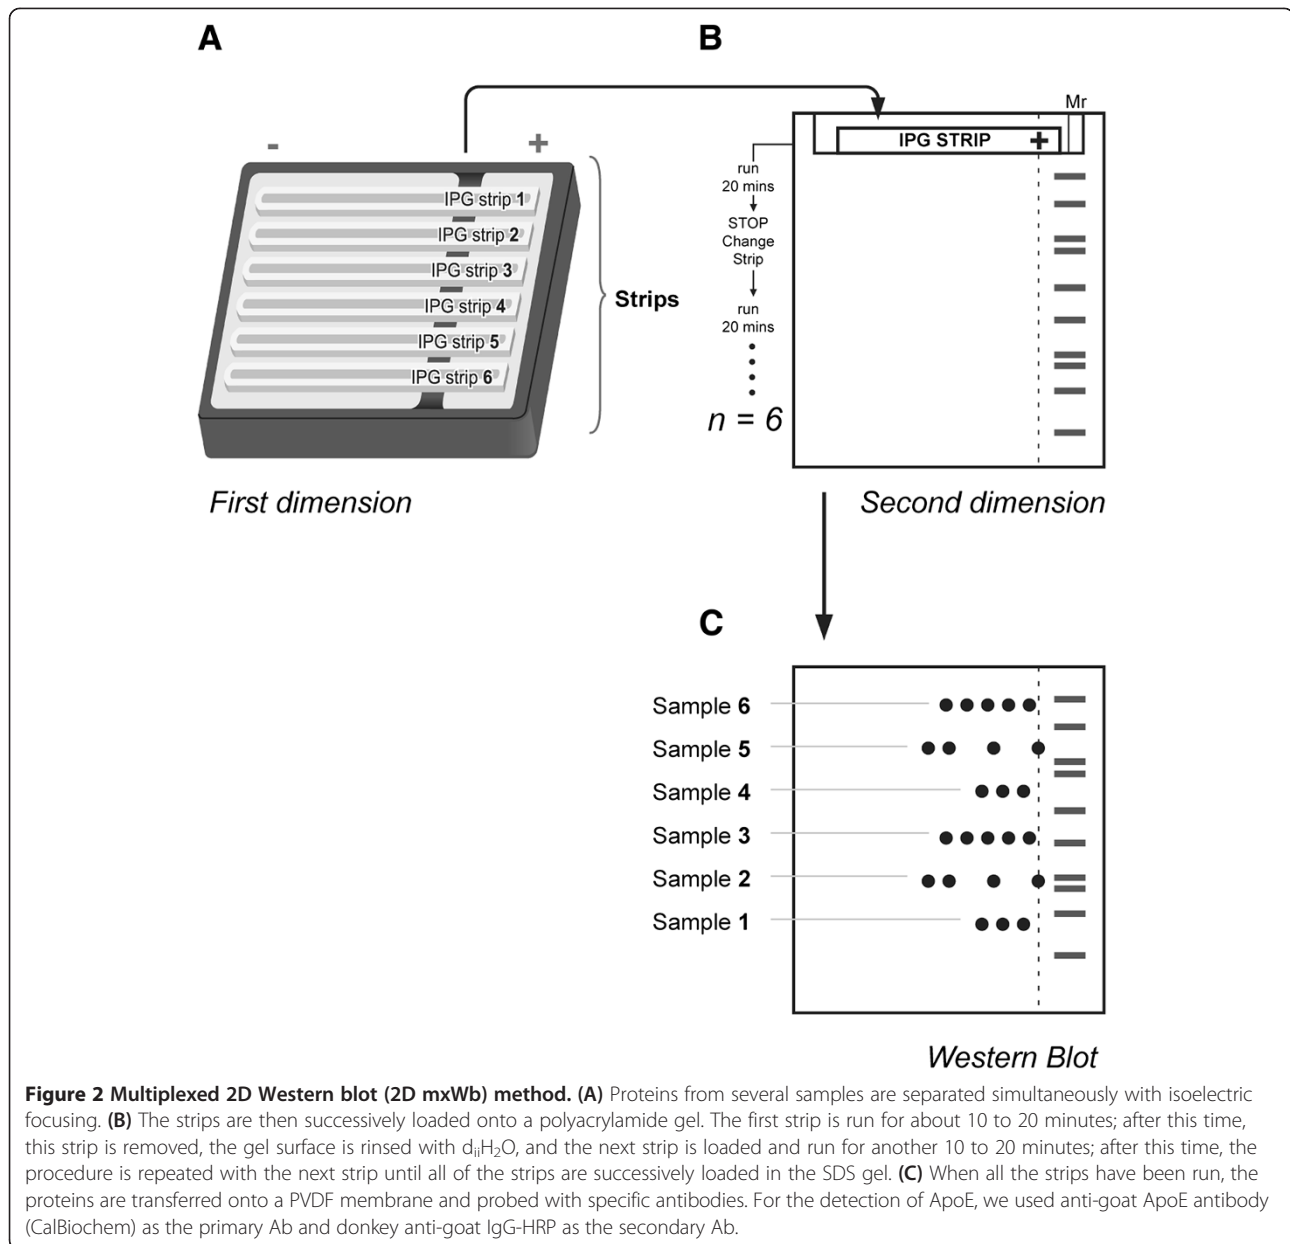 A
B
- +
IPG strip 1
IPG strip 2
IPG strip 3
IPG strip 4
IPG strip 5
IPG strip 6
Strips
First dimension
Mr
IPG STRIP +
run
20 mins
STOP
Change
Strip
run
20 mins
n = 6
Second dimension
C
Sample 6
Sample 5
Sample 4
Sample 3
Sample 2
Sample 1
Western Blot
Figure 2 Multiplexed 2D Western blot (2D mxWb) method. (A) Proteins from several samples are separated simultaneously with isoelectric
focusing. (B) The strips are then successively loaded onto a polyacrylamide gel. The first strip is run for about 10 to 20 minutes; after this time,
this strip is removed, the gel surface is rinsed with dᵢᵢH₂O, and the next strip is loaded and run for another 10 to 20 minutes; after this time, the
procedure is repeated with the next strip until all of the strips are successively loaded in the SDS gel. (C) When all the strips have been run, the
proteins are transferred onto a PVDF membrane and probed with specific antibodies. For the detection of ApoE, we used anti-goat ApoE antibody
(CalBiochem) as the primary Ab and donkey anti-goat IgG-HRP as the secondary Ab.